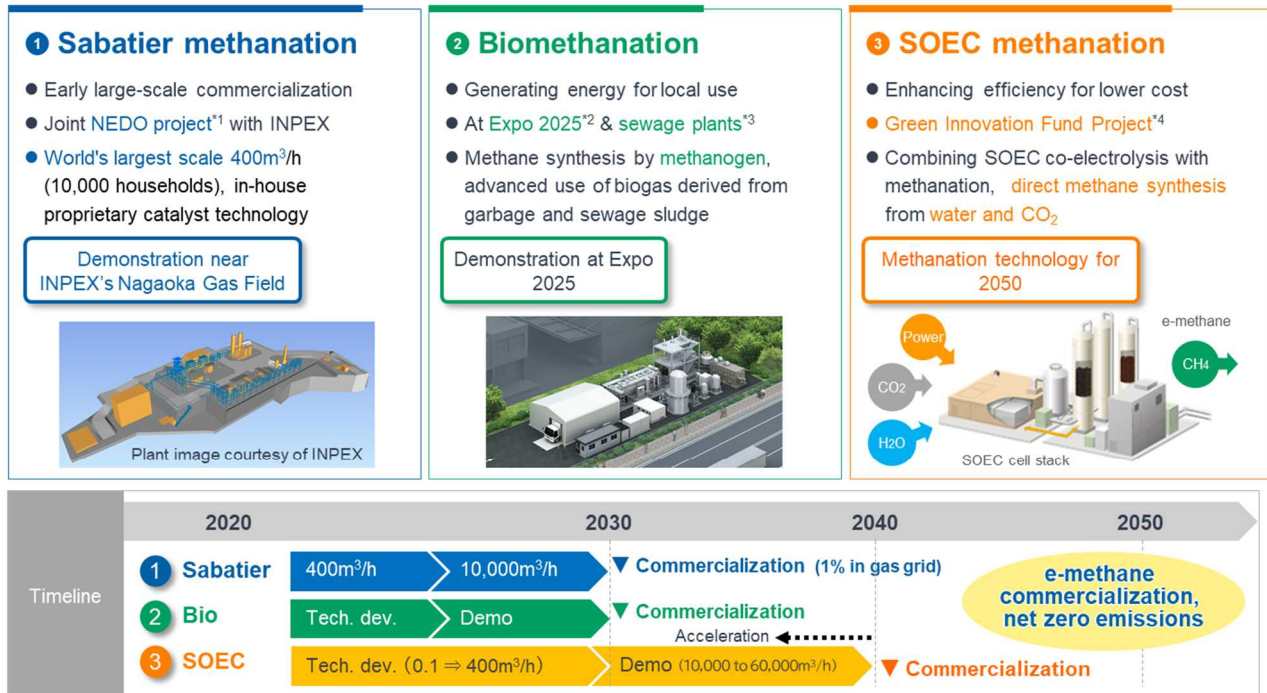 1 Sabatier methanation
● Early large-scale commercialization
● Joint NEDO project*1 with INPEX
● World's largest scale 400m³/h
(10,000 households), in-house
proprietary catalyst technology
Demonstration near
INPEX's Nagaoka Gas Field
Plant image courtesy of INPEX
2 Biomethanation
● Generating energy for local use
● At Expo 2025*2 & sewage plants*3
● Methane synthesis by methanogen,
advanced use of biogas derived from
garbage and sewage sludge
Demonstration at Expo
2025
3 SOEC methanation
● Enhancing efficiency for lower cost
● Green Innovation Fund Project*4
● Combining SOEC co-electrolysis with
methanation, direct methane synthesis
from water and CO₂
Methanation technology for
2050
Power
CO₂
H₂O
e-methane
CH₄
SOEC cell stack
Timeline
2020 2030 2040 2050
1 Sabatier 400m³/h 10,000m³/h ▼ Commercialization (1% in gas grid)
2 Bio Tech. dev. Demo ▼ Commercialization
Acceleration
3 SOEC Tech. dev. (0.1 ⇒ 400m³/h) Demo (10,000 to 60,000m³/h) ▼ Commercialization
e-methane
commercialization,
net zero emissions